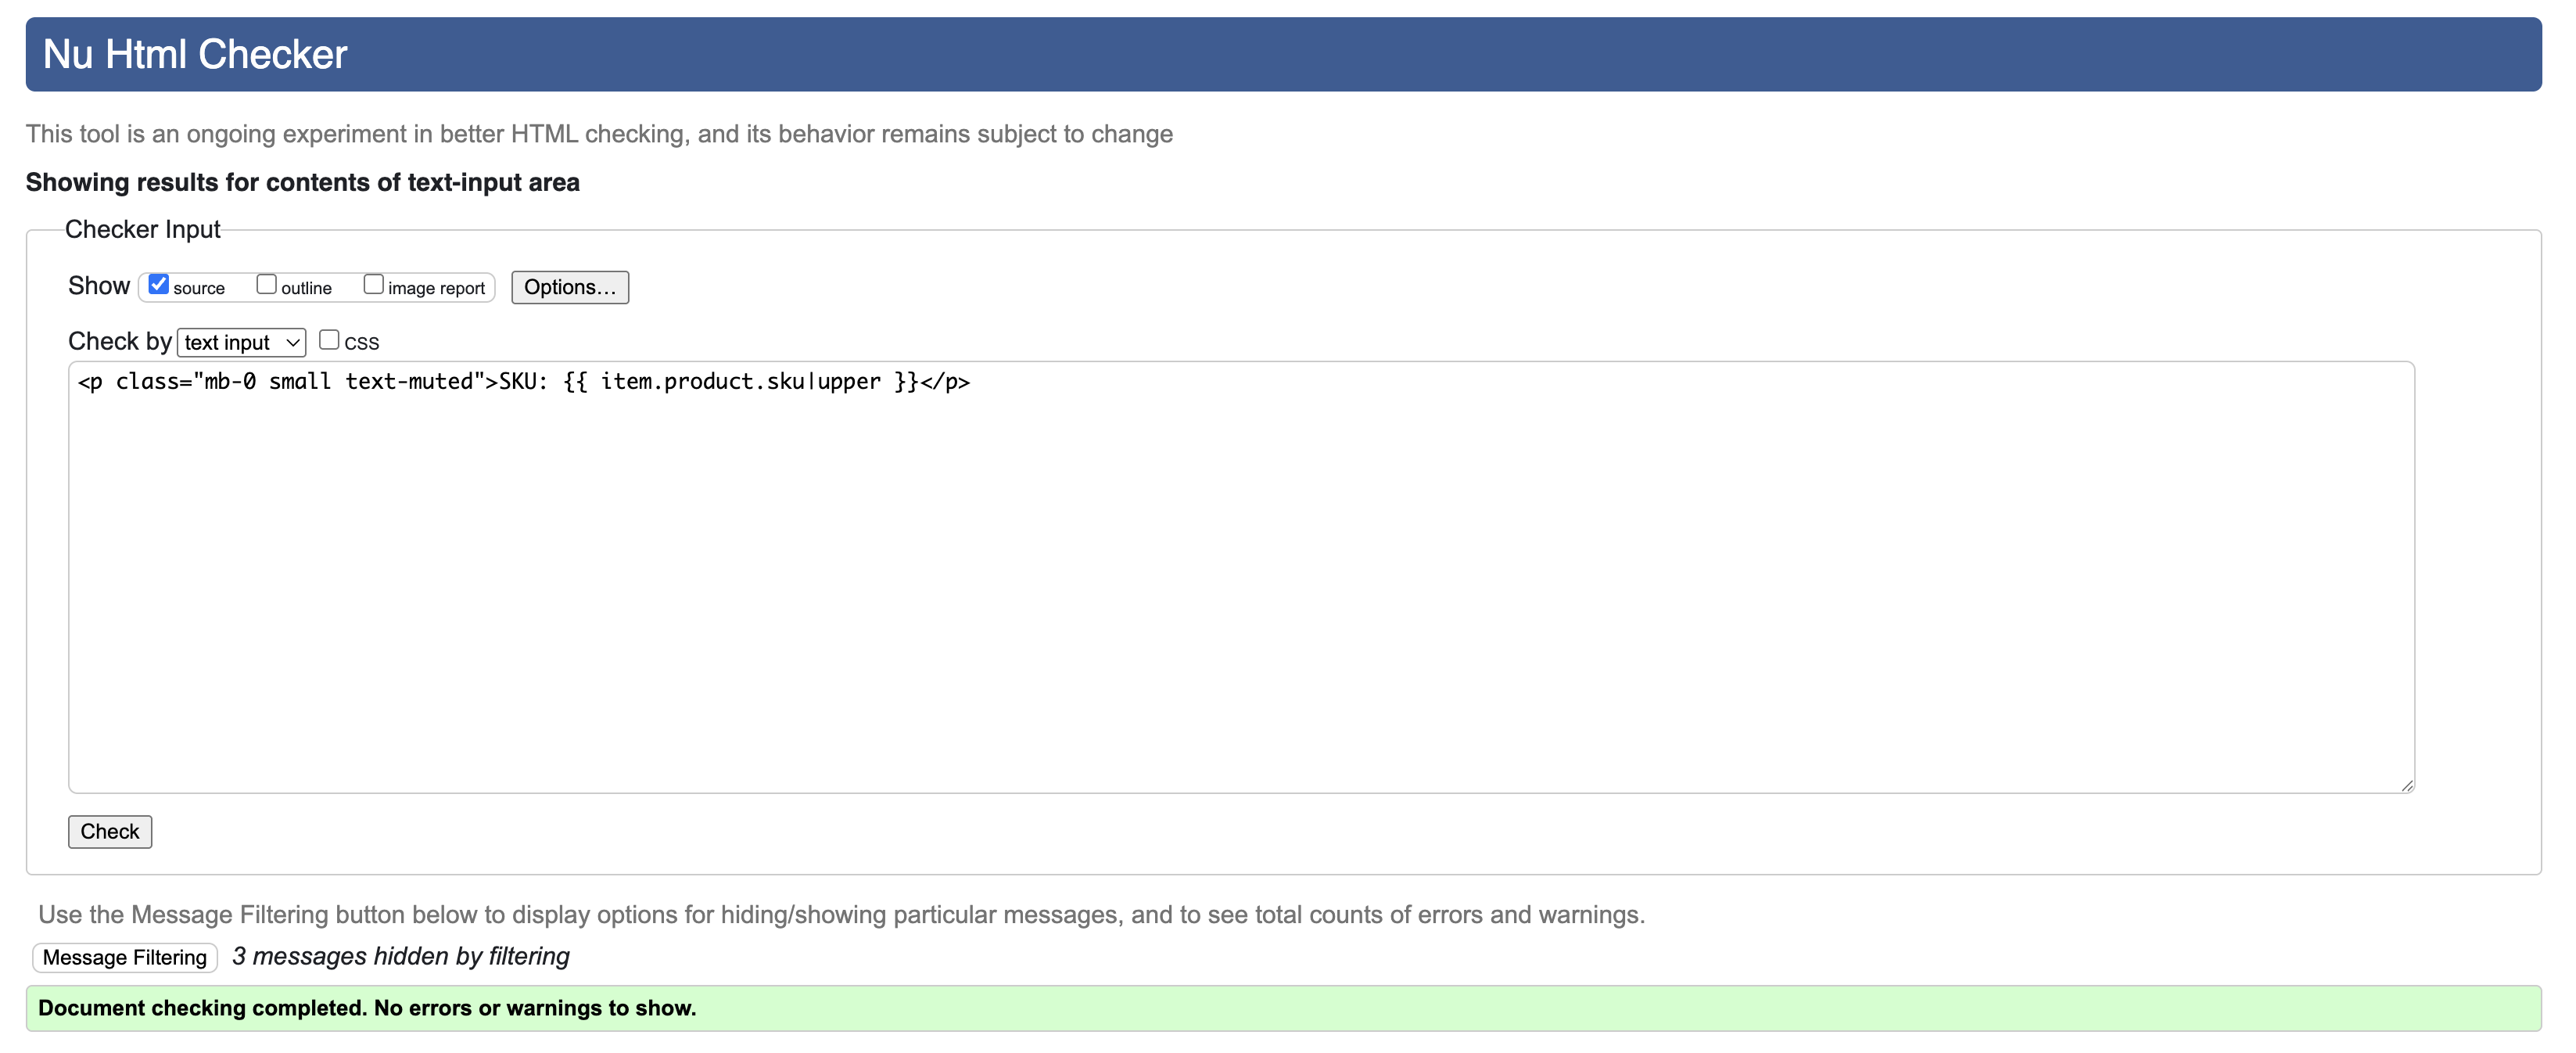 Nu Html Checker
This tool is an ongoing experiment in better HTML checking, and its behavior remains subject to change
Showing results for contents of text-input area
Checker Input
Show source outline image report Options...
Check by text input CSS
<p class="mb-0 small text-muted">SKU: {{ item.product.sku|upper }}</p>
Check
Use the Message Filtering button below to display options for hiding/showing particular messages, and to see total counts of errors and warnings.
Message Filtering 3 messages hidden by filtering
Document checking completed. No errors or warnings to show.